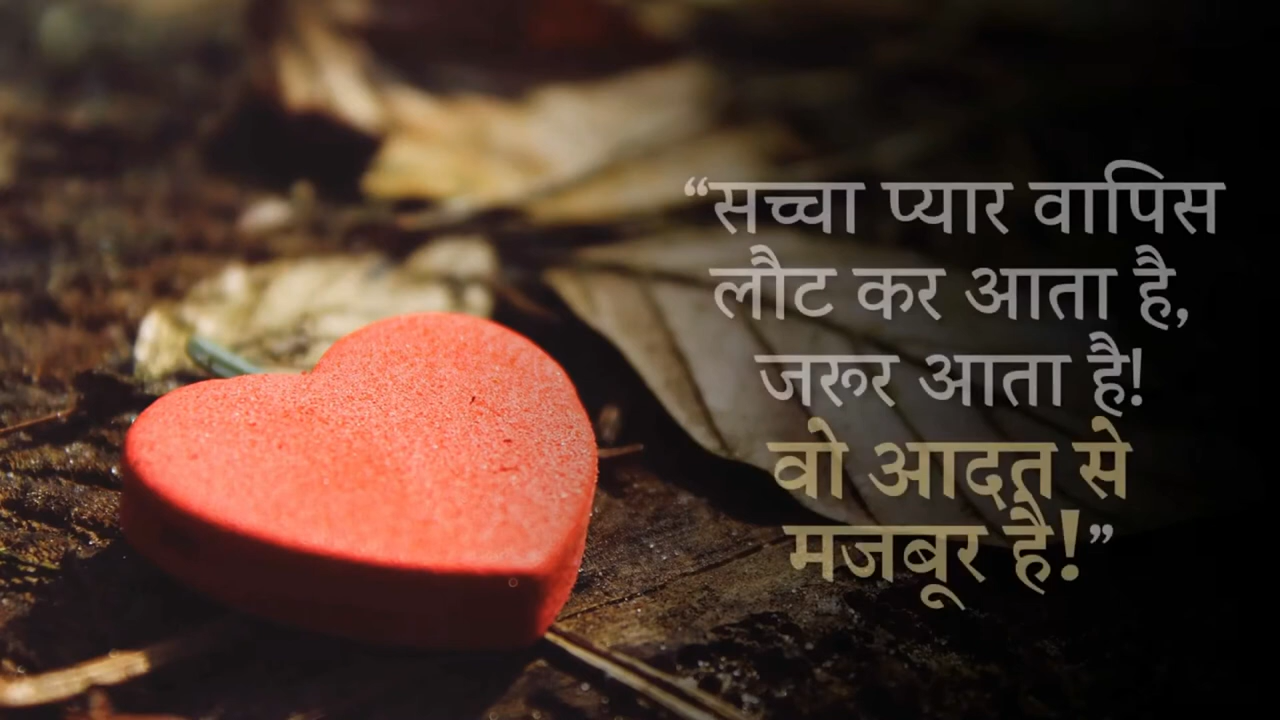 “सच्चा प्यार वापिस
लौट कर आता है,
जरूर आता है!
वो आदत से
मजबूर है!”